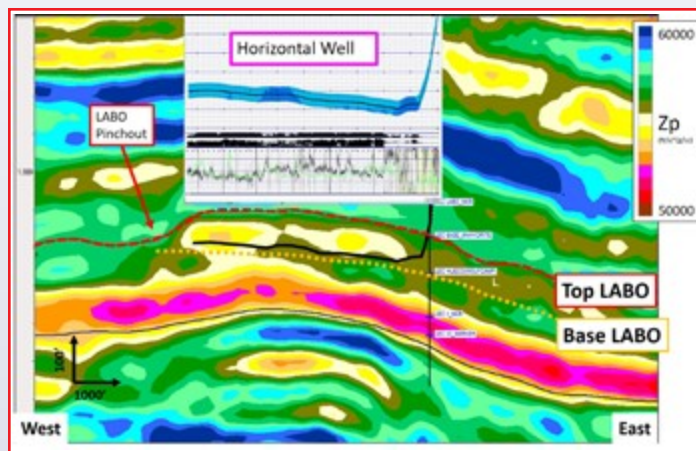 Horizontal Well
60000
Zp
50000
LABO
Pinchout
Top LABO
Base LABO
100'
1000'
West
East